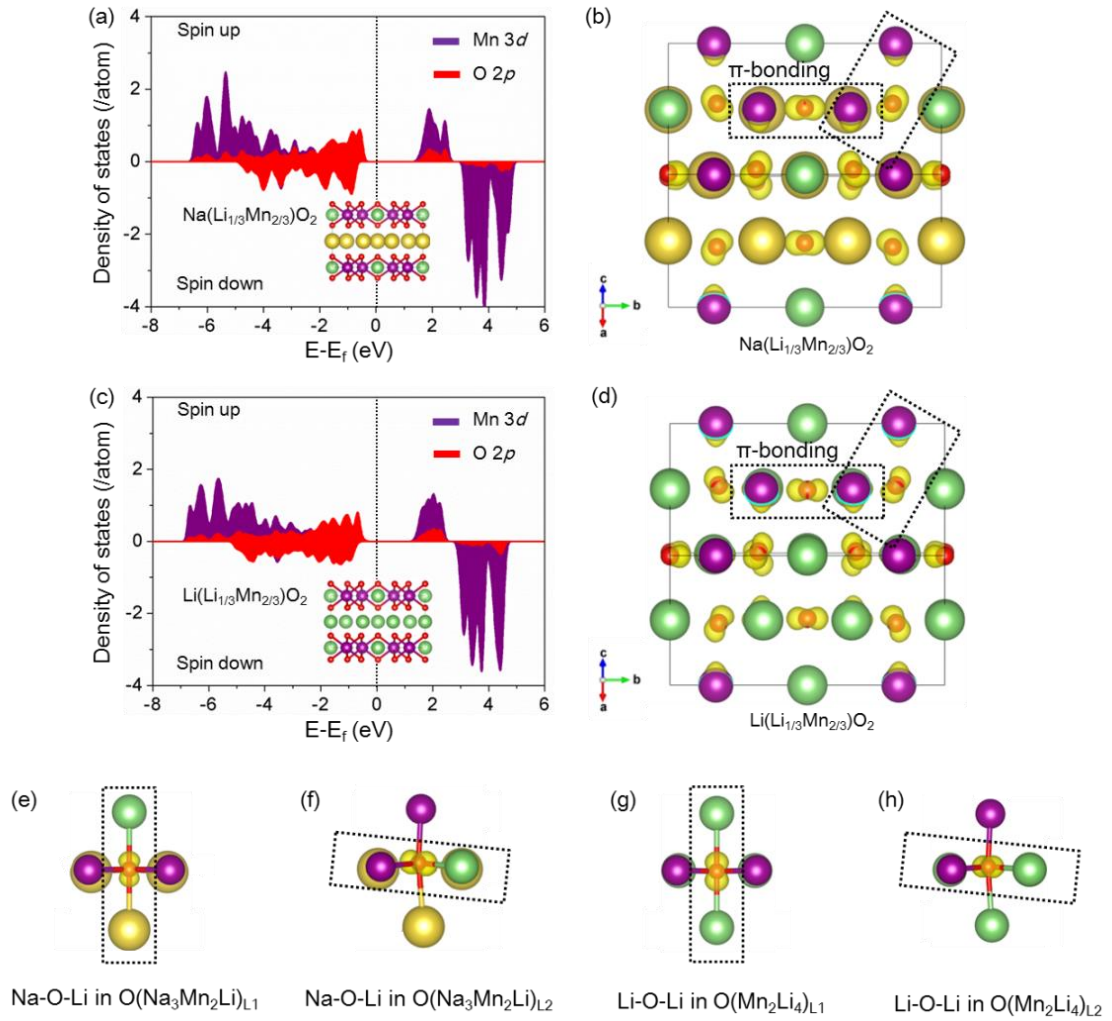 (a)
Spin up
Mn 3d
O 2p
Density of states (/atom)
4
2
0
-2
-4
Na(Li1/3Mn2/3)O2
Spin down
-8 -6 -4 -2 0 2 4 6
E-Ef (eV)
(b)
π-bonding
c
b
a
Na(Li1/3Mn2/3)O2
(c)
Spin up
Mn 3d
O 2p
Density of states (/atom)
4
2
0
-2
-4
Li(Li1/3Mn2/3)O2
Spin down
-8 -6 -4 -2 0 2 4 6
E-Ef (eV)
(d)
π-bonding
c
b
a
Li(Li1/3Mn2/3)O2
(e)
Na-O-Li in O(Na3Mn2Li)L1
(f)
Na-O-Li in O(Na3Mn2Li)L2
(g)
Li-O-Li in O(Mn2Li4)L1
(h)
Li-O-Li in O(Mn2Li4)L2